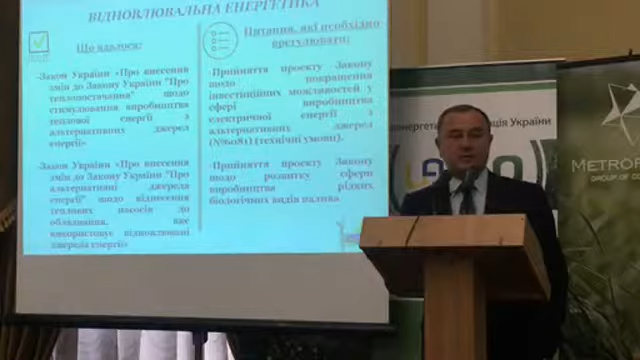 ВІДНОВЛЮВАЛЬНА ЕНЕРГЕТИКА
Що вдалося:
-Закон України «Про внесення
змін до Закону України "Про
теплопостачання" щодо
стимулювання виробництва
теплової енергії з
альтернативних джерел
енергії»
-Закон України «Про внесення
змін до Закону України "Про
альтернативні джерела
енергії" щодо віднесення
теплових насосів до
обладнання, яке
використовує відновлювані
джерела енергії»
Питання, які необхідно
врегулювати:
-Прийняття проекту Закону
щодо покращення
інвестиційних можливостей у
сфері виробництва
електричної енергії з
альтернативних джерел
(№6081) (технічні умови).
-Прийняття проекту Закону
щодо розвитку сфери
виробництва рідких
біологічних видів палива
України
METROP
GROUP OF CO